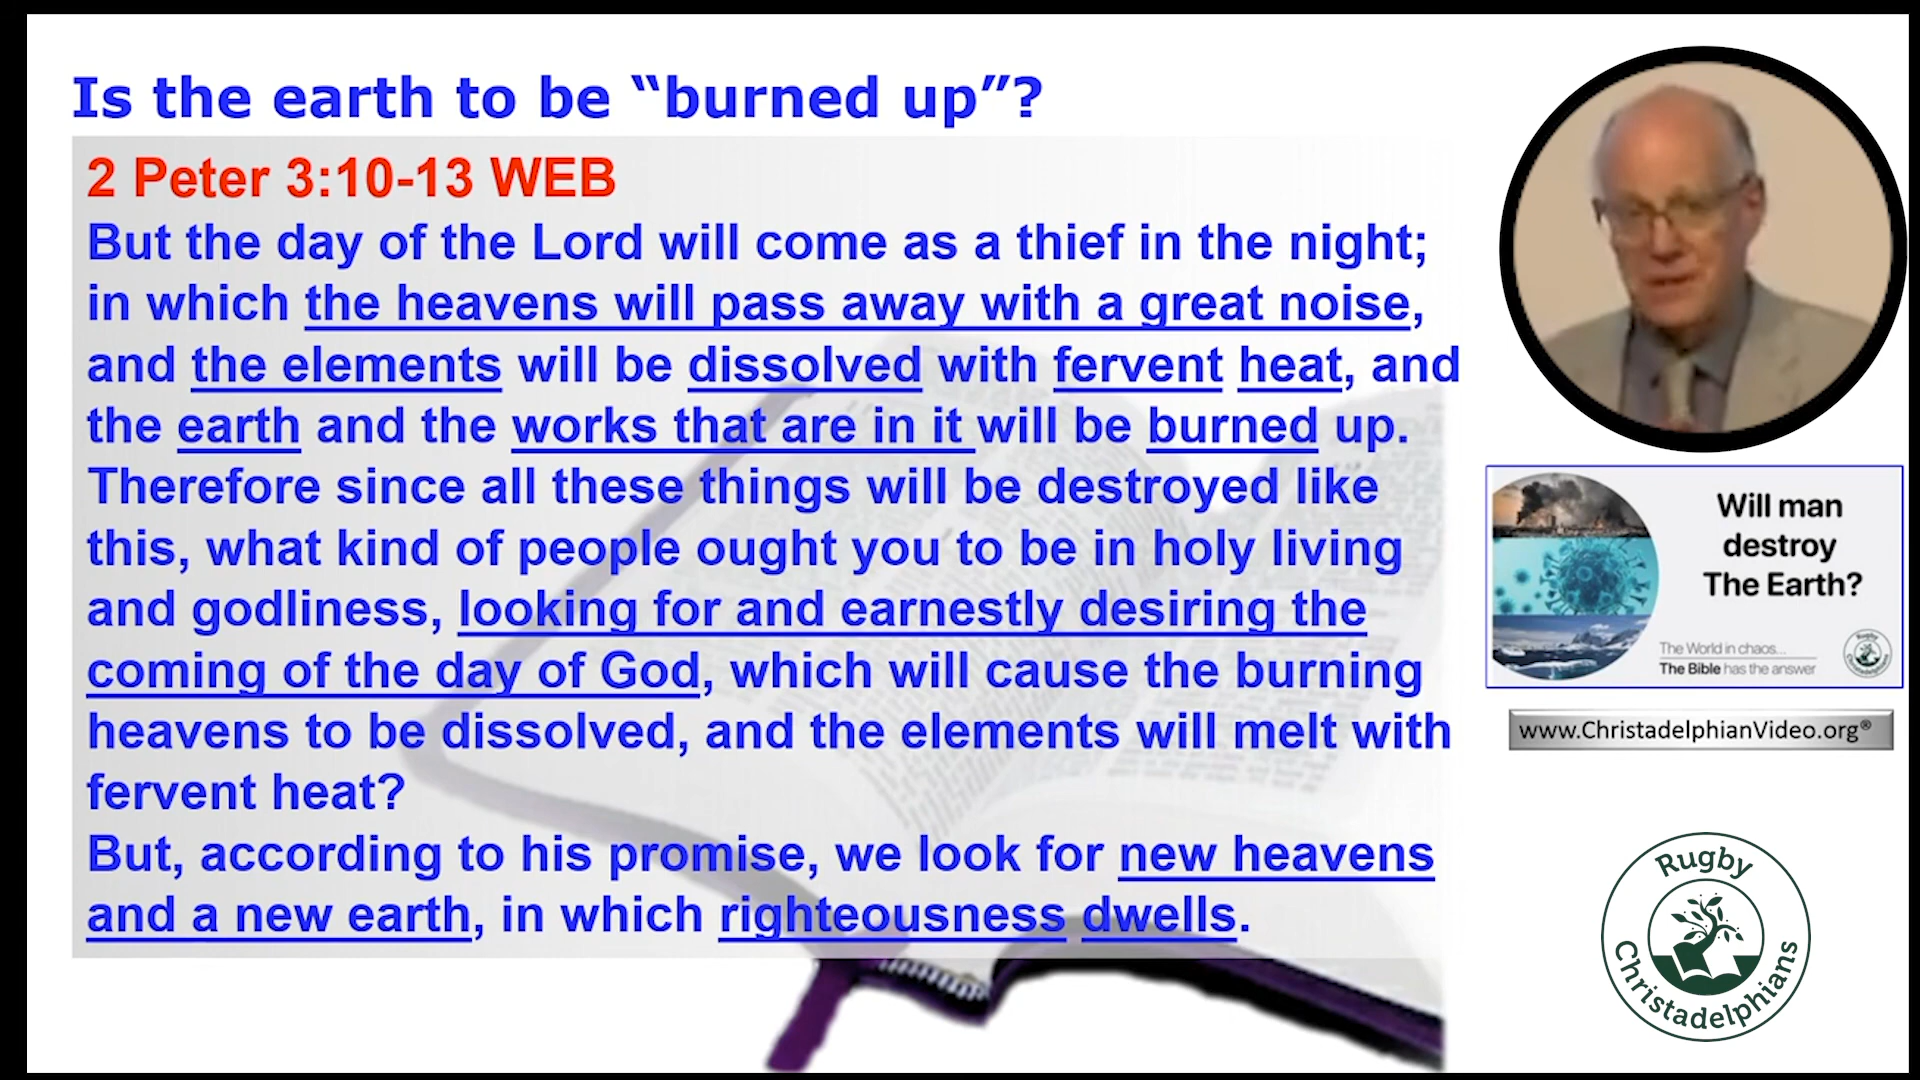 Is the earth to be “burned up”?
2 Peter 3:10-13 WEB
But the day of the Lord will come as a thief in the night;
in which the heavens will pass away with a great noise,
and the elements will be dissolved with fervent heat, and
the earth and the works that are in it will be burned up.
Therefore since all these things will be destroyed like
this, what kind of people ought you to be in holy living
and godliness, looking for and earnestly desiring the
coming of the day of God, which will cause the burning
heavens to be dissolved, and the elements will melt with
fervent heat?
But, according to his promise, we look for new heavens
and a new earth, in which righteousness dwells.
Will man
destroy
The Earth?
The World in chaos...
The Bible has the answer
Rugby
Christadelphians
www.ChristadelphianVideo.org®
Rugby
Christadelphians